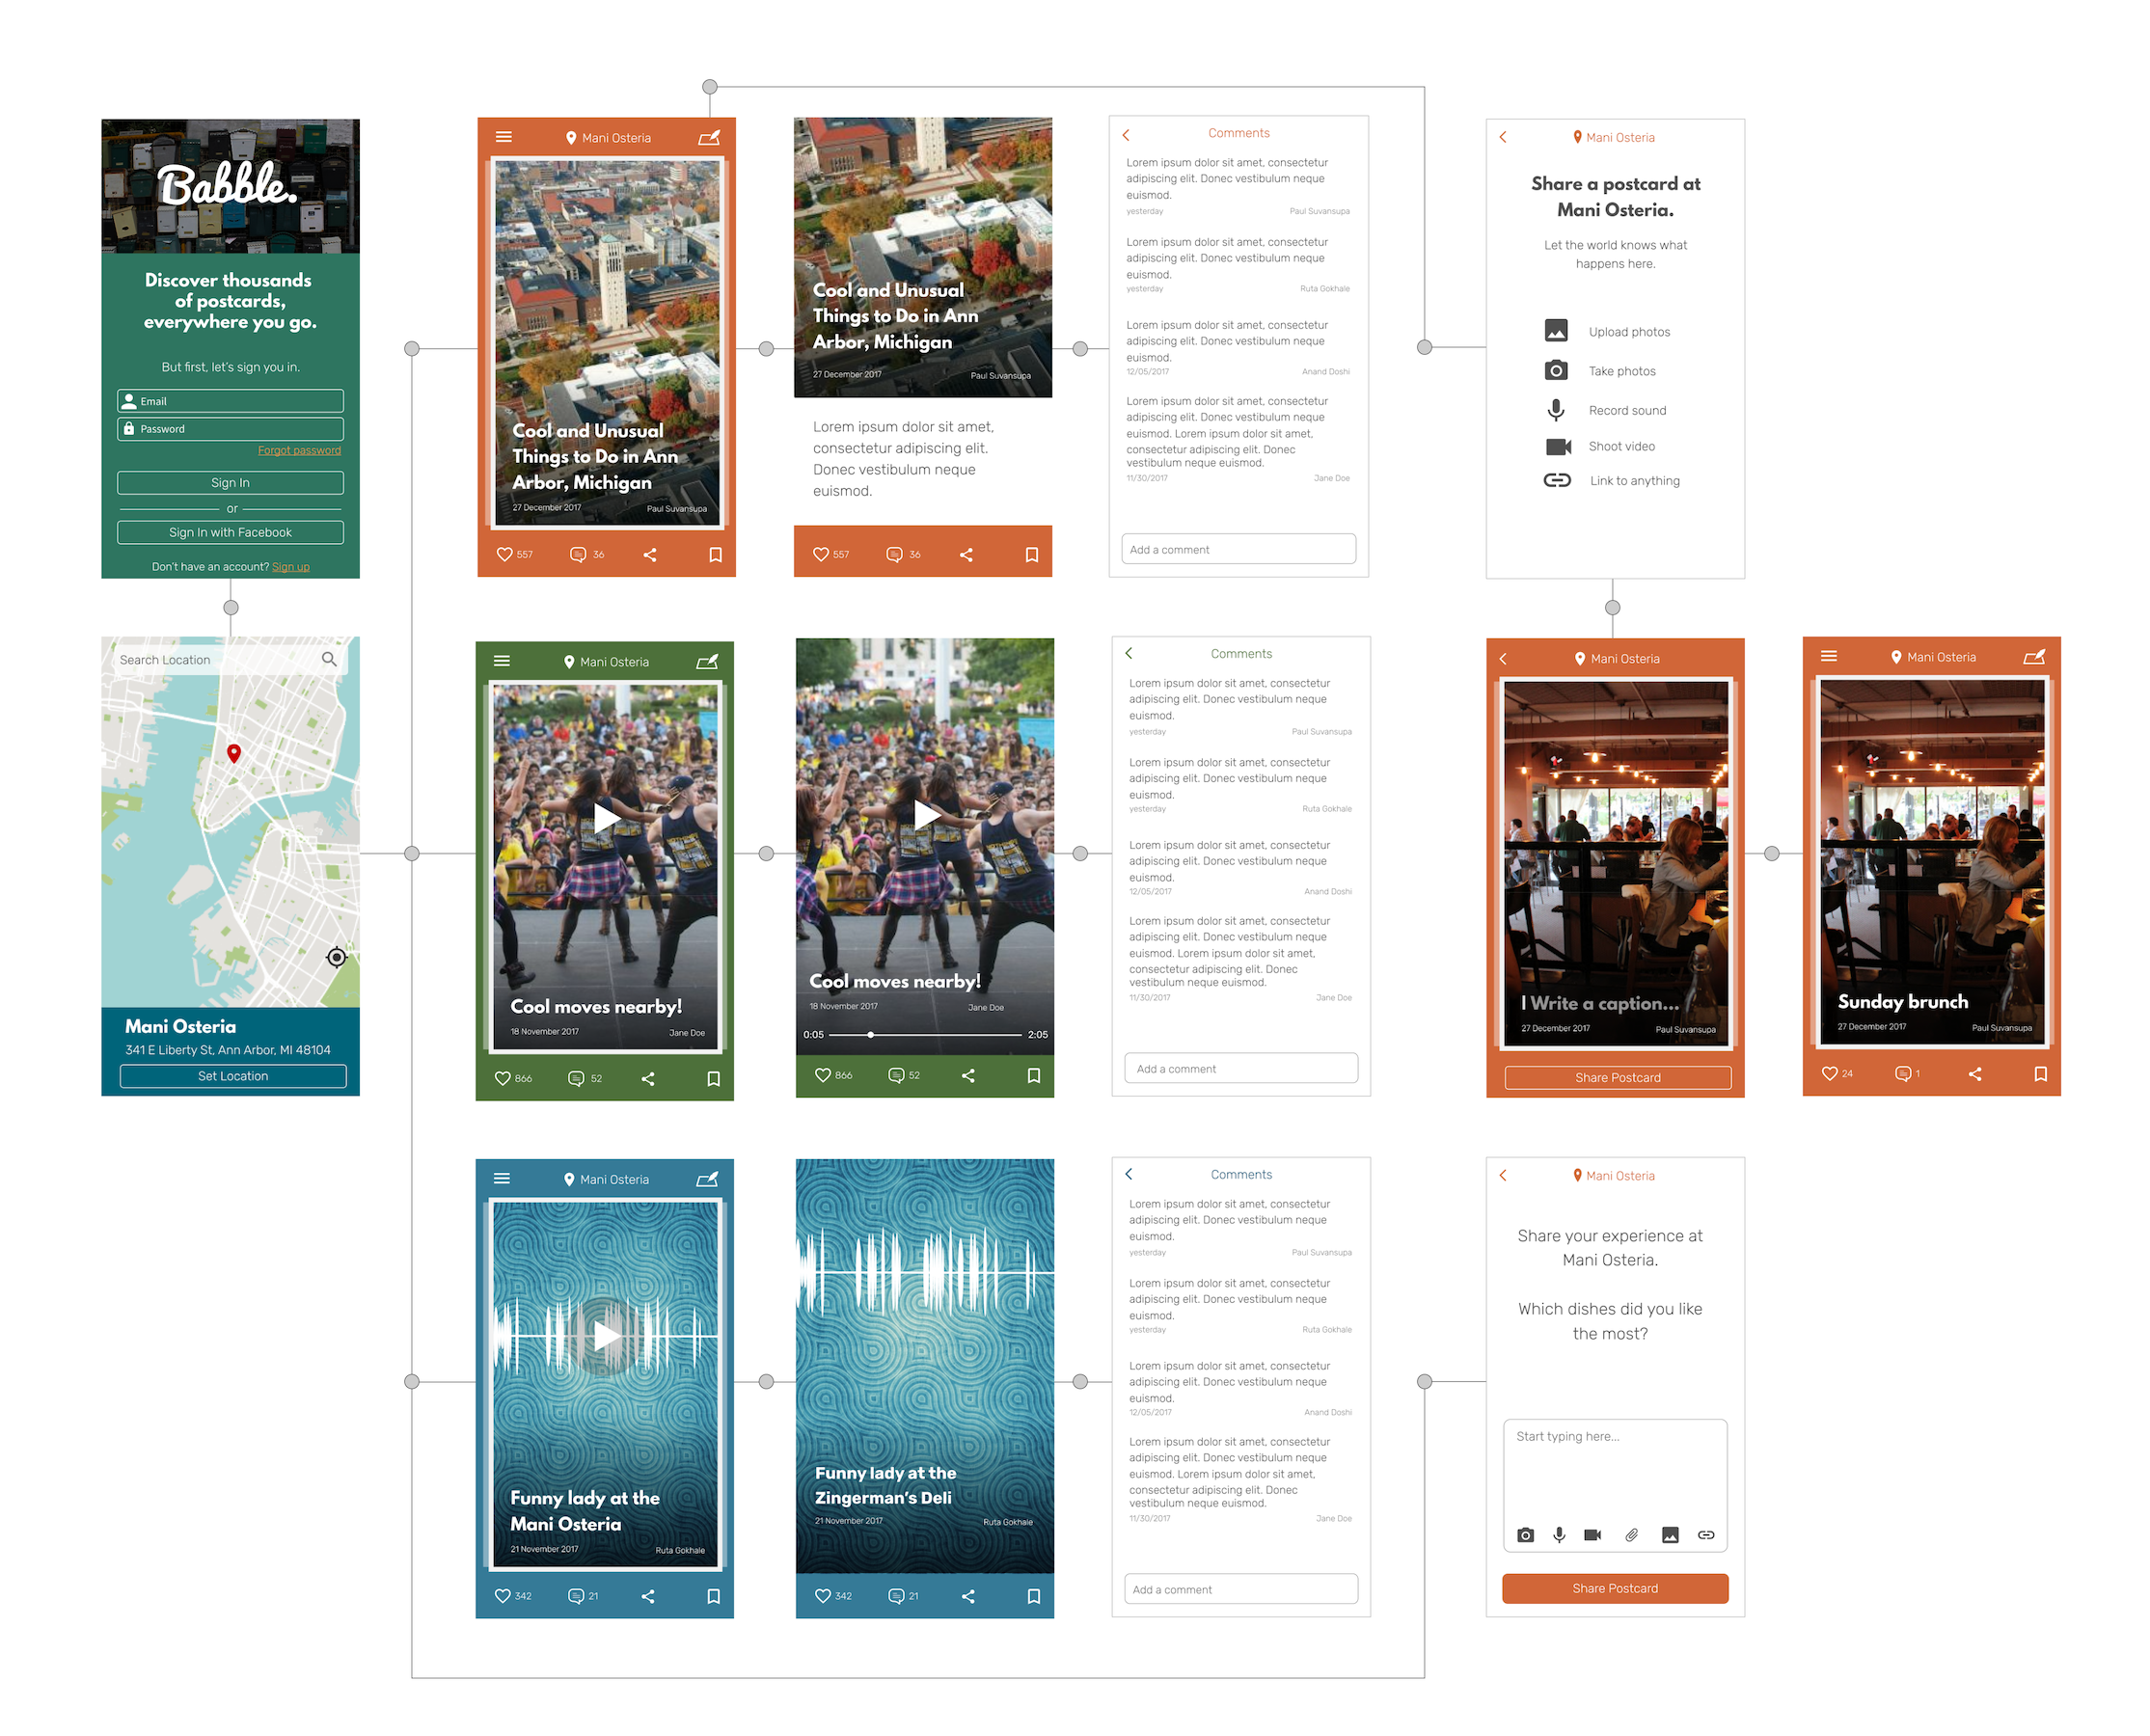 Babble.
Discover thousands
of postcards,
everywhere you go.
But first, let's sign you in.
Email
Password
Forgot password
Sign In
or
Sign In with Facebook
Don't have an account? Sign up
Mani Osteria
Cool and Unusual
Things to Do in Ann
Arbor, Michigan
27 December 2017 Paul Suvansupa
557 36
Cool and Unusual
Things to Do in Ann
Arbor, Michigan
27 December 2017 Paul Suvansupa
Lorem ipsum dolor sit amet,
consectetur adipiscing elit.
Donec vestibulum neque
euismod.
557 36
Comments
Lorem ipsum dolor sit amet, consectetur
adipiscing elit. Donec vestibulum neque
euismod.
yesterday Paul Suvansupa
Lorem ipsum dolor sit amet, consectetur
adipiscing elit. Donec vestibulum neque
euismod.
yesterday Ruta Gokhale
Lorem ipsum dolor sit amet, consectetur
adipiscing elit. Donec vestibulum neque
euismod.
12/05/2017 Anand Doshi
Lorem ipsum dolor sit amet, consectetur
adipiscing elit. Donec vestibulum neque
euismod. Lorem ipsum dolor sit amet,
consectetur adipiscing elit. Donec
vestibulum neque euismod.
11/30/2017 Jane Doe
Add a comment
Mani Osteria
Share a postcard at
Mani Osteria.
Let the world knows what
happens here.
Upload photos
Take photos
Record sound
Shoot video
Link to anything
Search Location
Mani Osteria
341 E Liberty St, Ann Arbor, MI 48104
Set Location
Mani Osteria
Cool moves nearby!
18 November 2017 Jane Doe
866 52
Cool moves nearby!
18 November 2017 Jane Doe
0:05 2:05
866 52
Comments
Lorem ipsum dolor sit amet, consectetur
adipiscing elit. Donec vestibulum neque
euismod.
yesterday Paul Suvansupa
Lorem ipsum dolor sit amet, consectetur
adipiscing elit. Donec vestibulum neque
euismod.
yesterday Ruta Gokhale
Lorem ipsum dolor sit amet, consectetur
adipiscing elit. Donec vestibulum neque
euismod.
12/05/2017 Anand Doshi
Lorem ipsum dolor sit amet, consectetur
adipiscing elit. Donec vestibulum neque
euismod. Lorem ipsum dolor sit amet,
consectetur adipiscing elit. Donec
vestibulum neque euismod.
11/30/2017 Jane Doe
Add a comment
Mani Osteria
I Write a caption...
27 December 2017 Paul Suvansupa
Share Postcard
Mani Osteria
Sunday brunch
27 December 2017 Paul Suvansupa
24 1
Mani Osteria
Funny lady at the
Mani Osteria
21 November 2017 Ruta Gokhale
342 21
Funny lady at the
Zingerman's Deli
21 November 2017 Ruta Gokhale
342 21
Comments
Lorem ipsum dolor sit amet, consectetur
adipiscing elit. Donec vestibulum neque
euismod.
yesterday Paul Suvansupa
Lorem ipsum dolor sit amet, consectetur
adipiscing elit. Donec vestibulum neque
euismod.
yesterday Ruta Gokhale
Lorem ipsum dolor sit amet, consectetur
adipiscing elit. Donec vestibulum neque
euismod.
12/05/2017 Anand Doshi
Lorem ipsum dolor sit amet, consectetur
adipiscing elit. Donec vestibulum neque
euismod. Lorem ipsum dolor sit amet,
consectetur adipiscing elit. Donec
vestibulum neque euismod.
11/30/2017 Jane Doe
Add a comment
Mani Osteria
Share your experience at
Mani Osteria.
Which dishes did you like
the most?
Start typing here...
Share Postcard